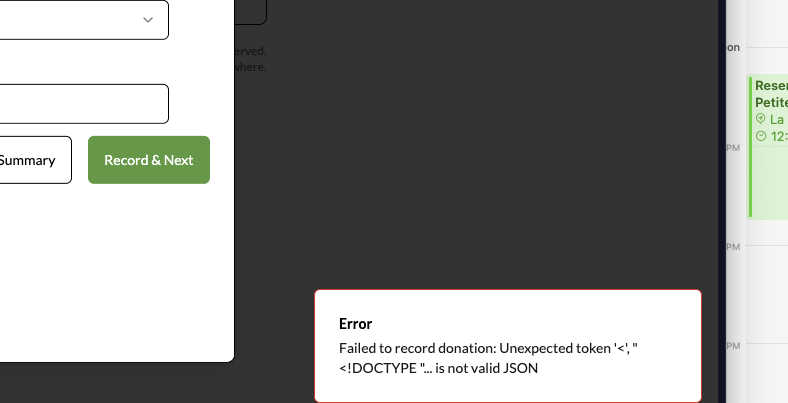 erved.
where.
Summary
Record & Next
Error
Failed to record donation: Unexpected token '<', "
<!DOCTYPE "... is not valid JSON
on
Reser
Petite
La
12:
PM
PM
PM